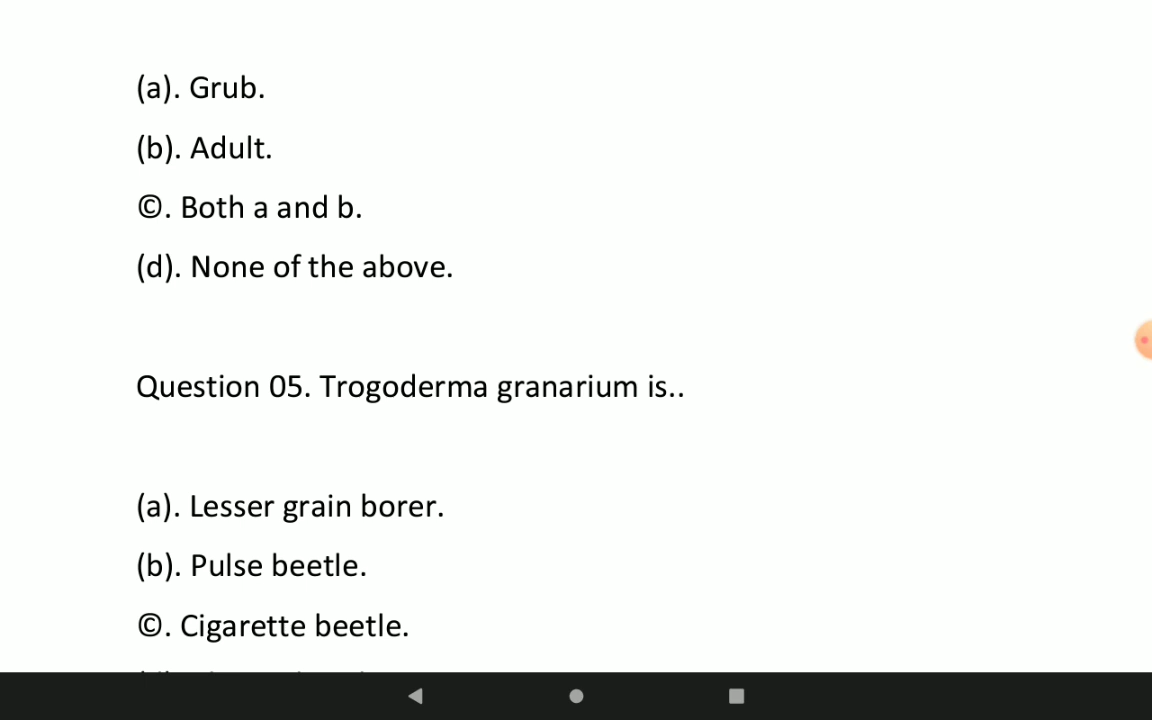 (a). Grub.
(b). Adult.
©. Both a and b.
(d). None of the above.
Question 05. Trogoderma granarium is..
(a). Lesser grain borer.
(b). Pulse beetle.
©. Cigarette beetle.